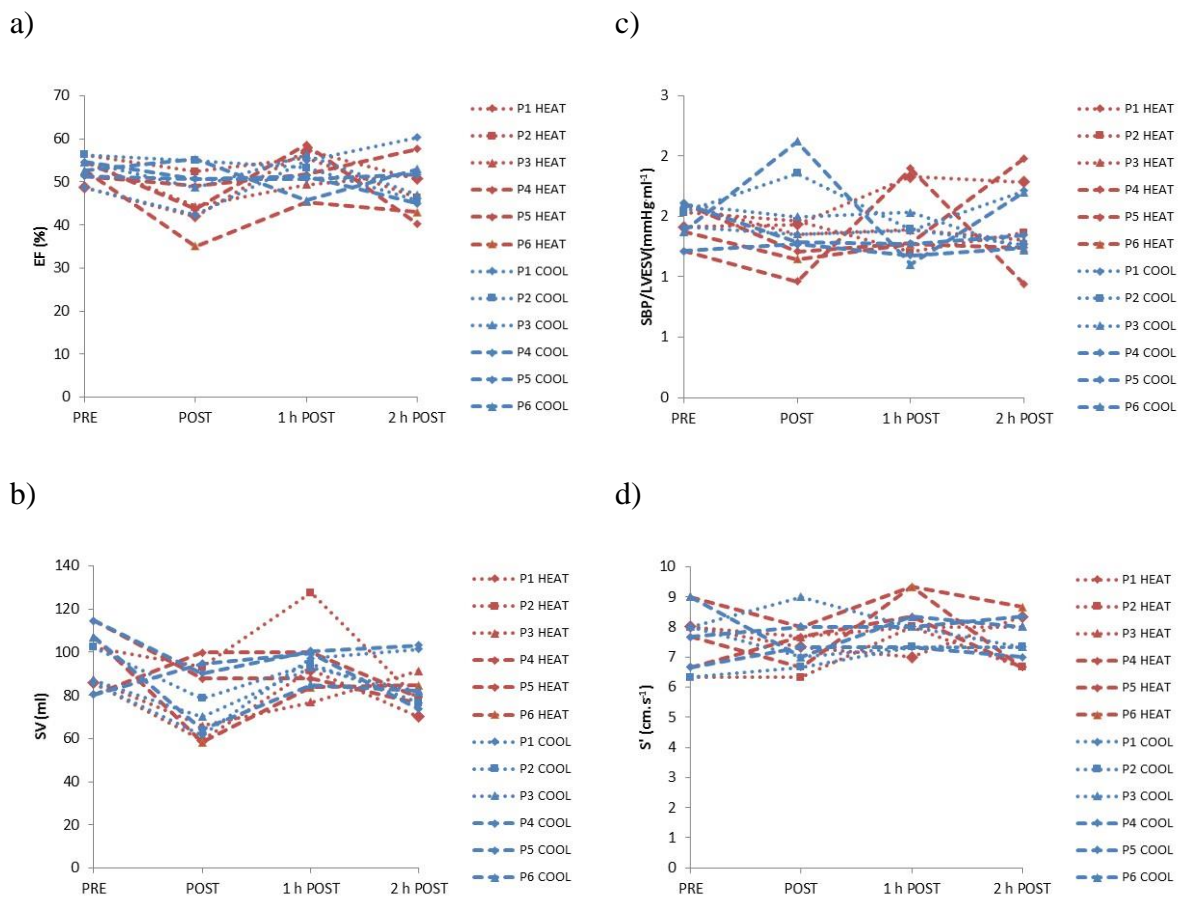 a)
EF (%)
70
60
50
40
30
20
10
0
PRE POST 1 h POST 2 h POST
P1 HEAT
P2 HEAT
P3 HEAT
P4 HEAT
P5 HEAT
P6 HEAT
P1 COOL
P2 COOL
P3 COOL
P4 COOL
P5 COOL
P6 COOL
c)
SBP/LVESV(mmHg·ml⁻¹)
3
2
2
1
1
0
PRE POST 1 h POST 2 h POST
P1 HEAT
P2 HEAT
P3 HEAT
P4 HEAT
P5 HEAT
P6 HEAT
P1 COOL
P2 COOL
P3 COOL
P4 COOL
P5 COOL
P6 COOL
b)
SV (ml)
140
120
100
80
60
40
20
0
PRE POST 1 h POST 2 h POST
P1 HEAT
P2 HEAT
P3 HEAT
P4 HEAT
P5 HEAT
P6 HEAT
P1 COOL
P2 COOL
P3 COOL
P4 COOL
P5 COOL
P6 COOL
d)
S' (cm.s⁻¹)
10
9
8
7
6
5
4
3
2
1
0
PRE POST 1 h POST 2 h POST
P1 HEAT
P2 HEAT
P3 HEAT
P4 HEAT
P5 HEAT
P6 HEAT
P1 COOL
P2 COOL
P3 COOL
P4 COOL
P5 COOL
P6 COOL